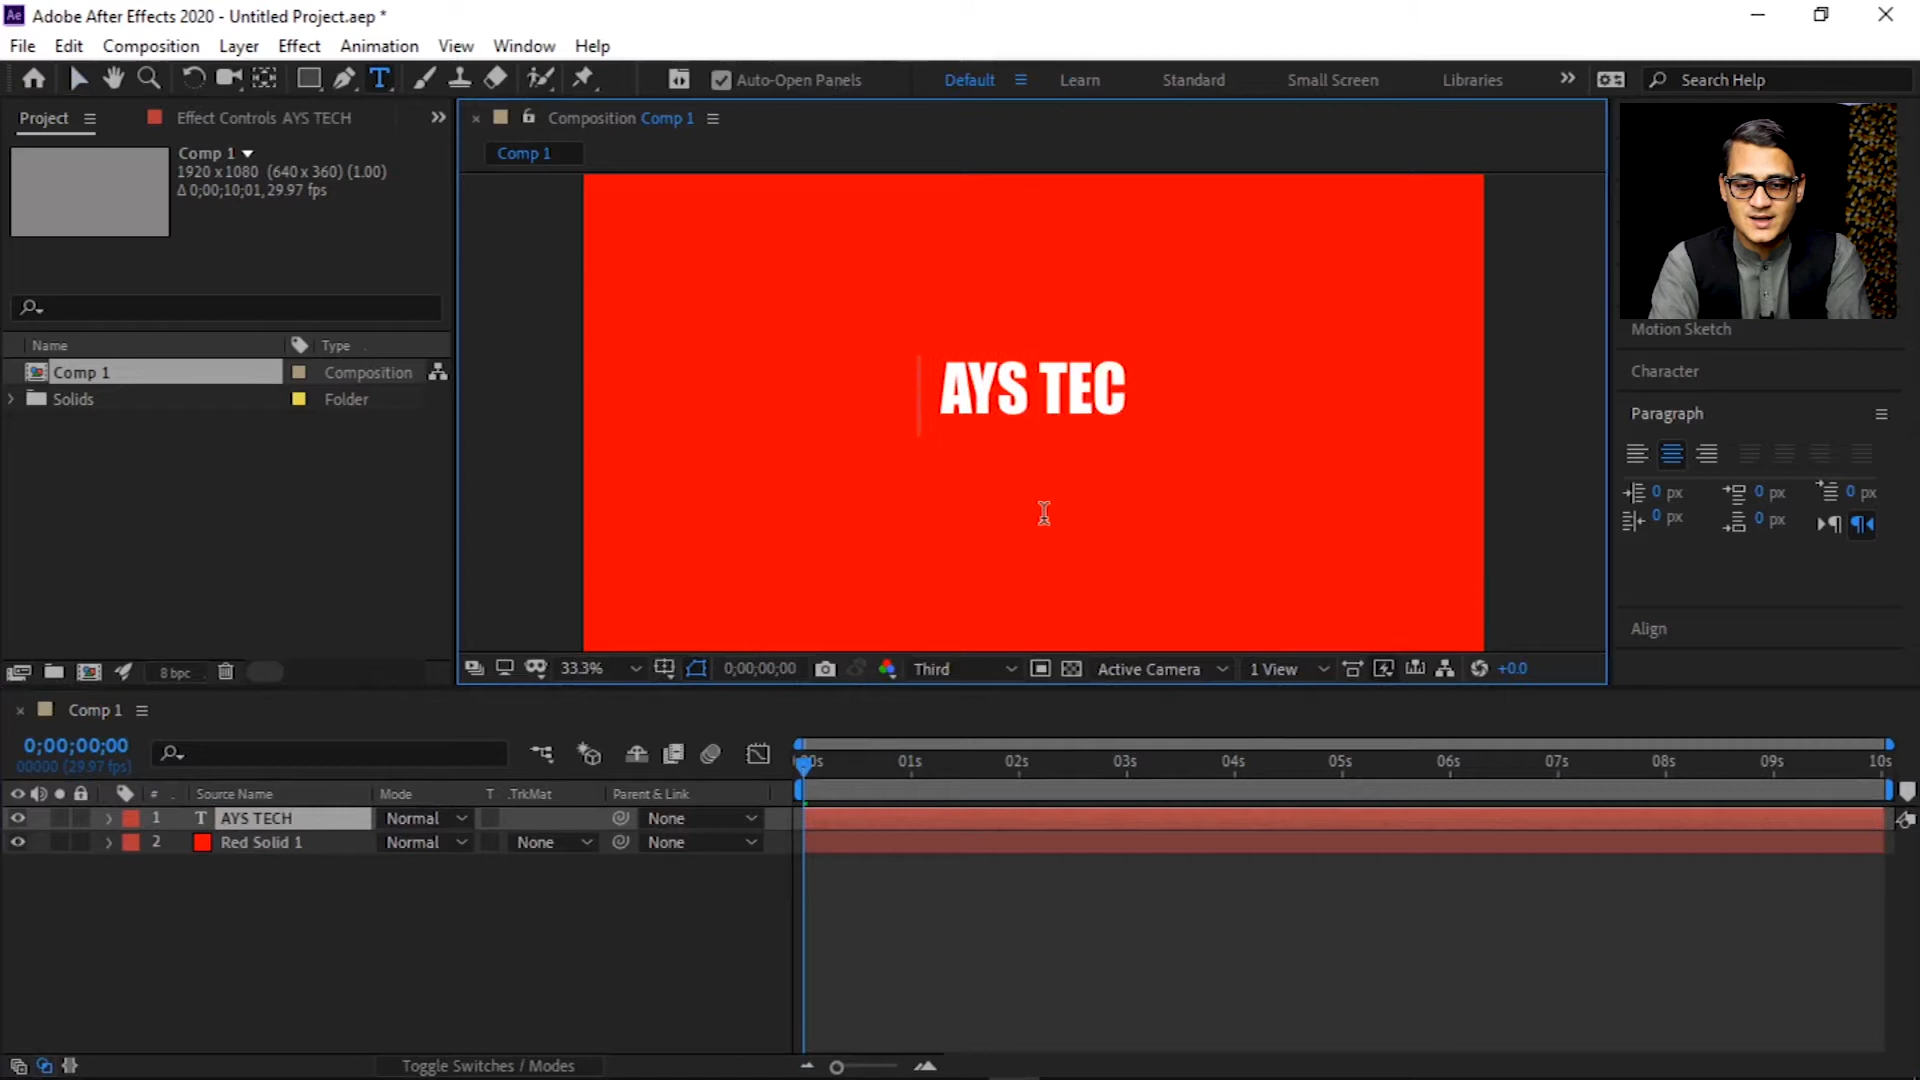 Adobe After Effects 2020 - Untitled Project.aep *
File Edit Composition Layer Effect Animation View Window Help
Auto-Open Panels Default Learn Standard Small Screen Libraries Search Help
Project Effect Controls AYS TECH
Composition Comp 1
Comp 1
1920 x 1080 (640 x 360) (1.00)
Δ 0;00;10;01, 29.97 fps
Comp 1
Name Type
Comp 1 Composition
Solids Folder
AYS TEC
Motion Sketch
Character
Paragraph
0 px 0 px 0 px
0 px 0 px
Align
8 bpc
33.3% 0;00;00;00 Third Active Camera 1 View +0.0
Comp 1
0;00;00;00
00000 (29.97 fps)
01s 02s 03s 04s 05s 06s 07s 08s 09s 10s
# Source Name Mode T .TrkMat Parent & Link
1 T AYS TECH Normal None
2 Red Solid 1 Normal None None
Toggle Switches / Modes